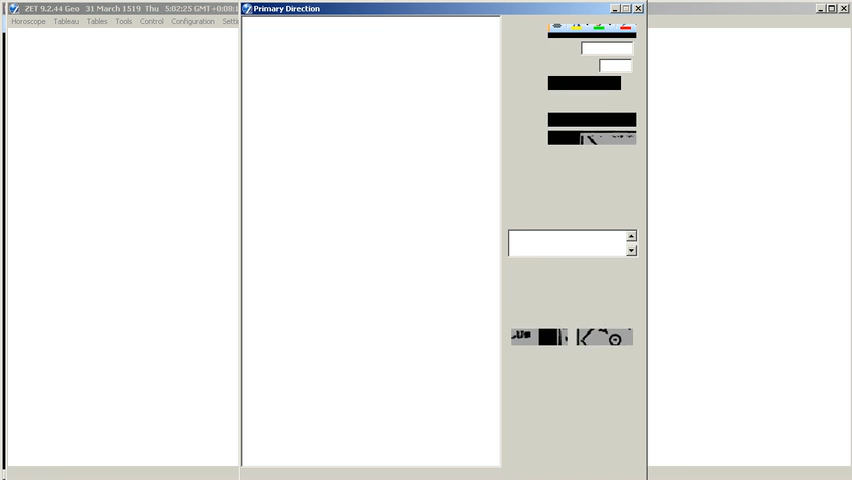 ZET 9.2.44 Geo 31 March 1519 Thu 5:02:25 GMT+0:08:
Primary Direction
Horoscope Tableau Tables Tools Control Configuration Setti